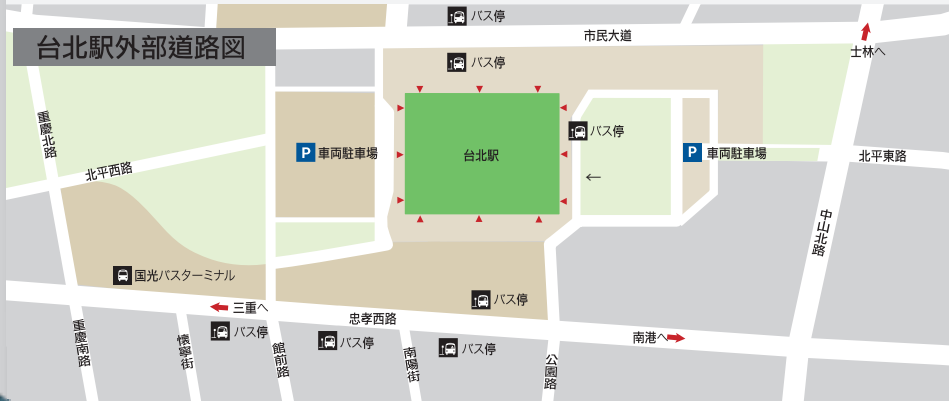 バス停
市民大道
台北駅外部道路図
士林へ
バス停
重慶北路
バス停
P 車両駐車場
台北駅
P 車両駐車場
北平東路
北平西路
←
中山北路
国光バスターミナル
バス停
三重へ
忠孝西路
重慶南路
バス停
懐寧街
館前路
バス停
南陽街
バス停
公園路
南港へ